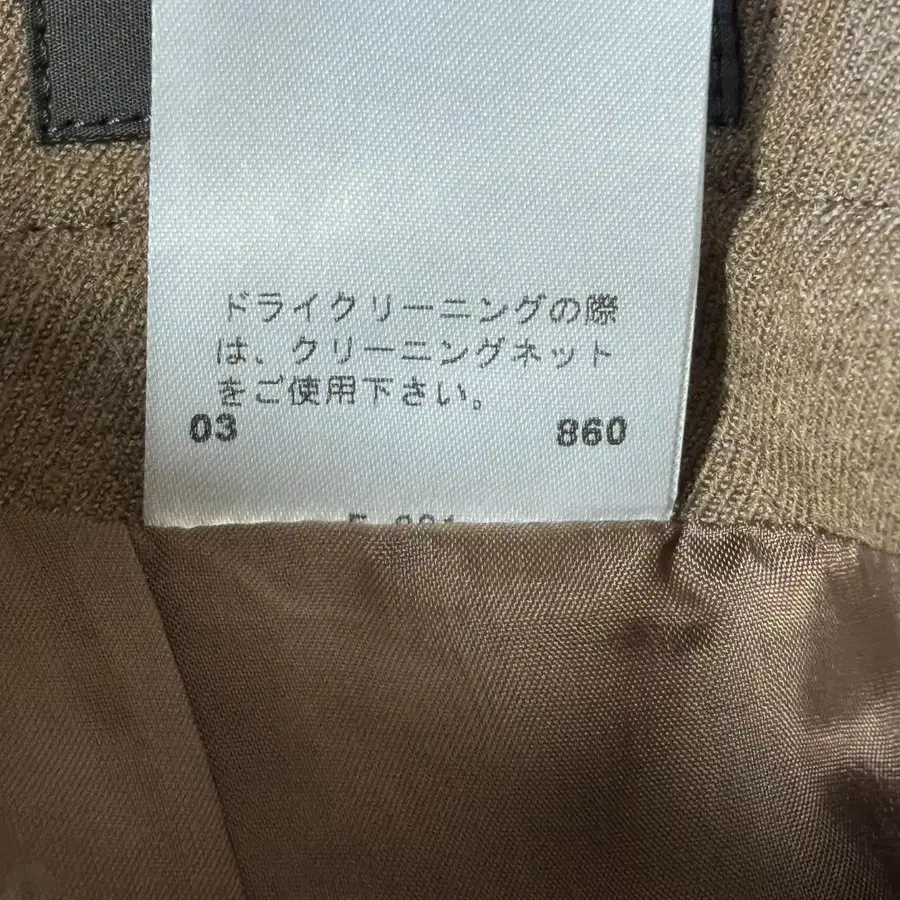 ドライクリーニングの際
は、クリーニングネット
をご使用下さい。
03 860